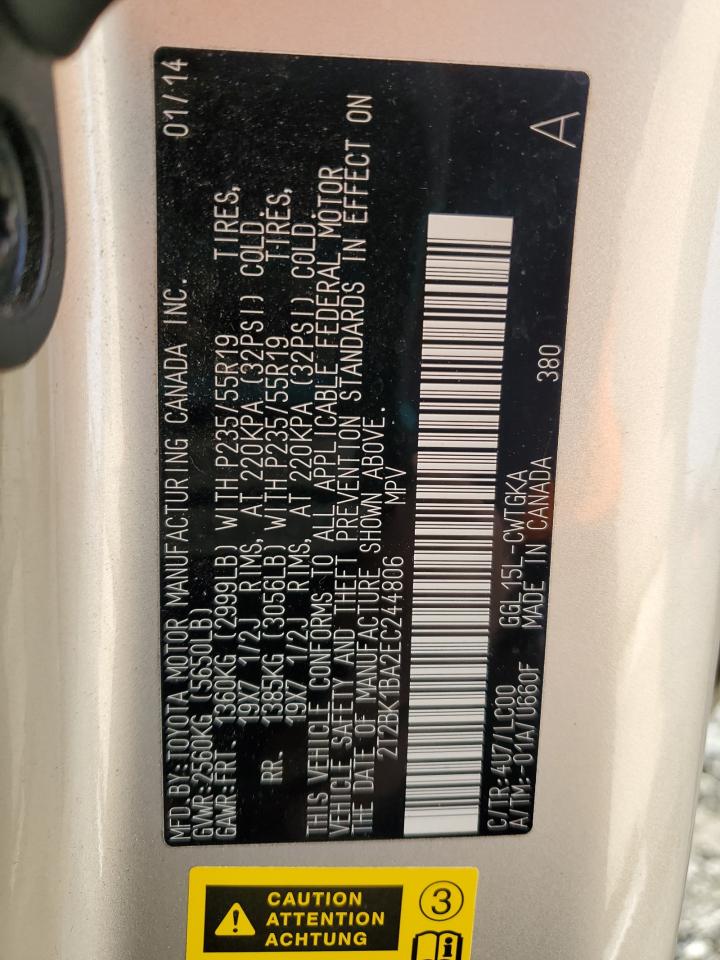 MFD.BY:TOYOTA MOTOR MANUFACTURING CANADA INC. 01/14
GVWR:2560KG (5650LB)
GAWR:FRT. 1360KG (2999LB) WITH P235/55R19 TIRES,
19X7 1/2J RIMS, AT 220KPA (32PSI) COLD.
RR. 1385KG (3056LB) WITH P235/55R19 TIRES,
19X7 1/2J RIMS, AT 220KPA (32PSI) COLD
THIS VEHICLE CONFORMS TO ALL APPLICABLE FEDERAL MOTOR
VEHICLE SAFETY AND THEFT PREVENTION STANDARDS IN EFFECT ON
THE DATE OF MANUFACTURE SHOWN ABOVE.
2T2BK1BA2EC244806 MPV
C/TR:4U7/LC00 GGL15L-CWTGKA
A/TM:-01A/U660F MADE IN CANADA 380
A
CAUTION
ATTENTION
ACHTUNG
3